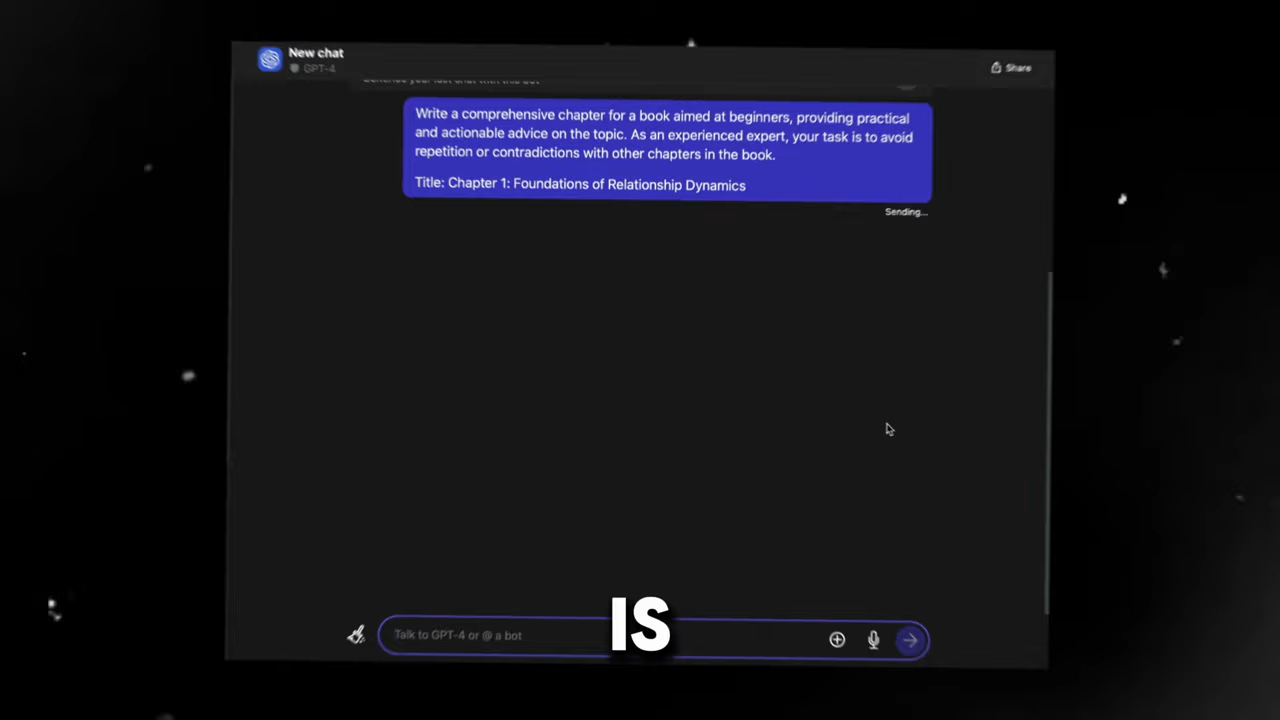 New chat
GPT-4
Share
Write a comprehensive chapter for a book aimed at beginners, providing practical
and actionable advice on the topic. As an experienced expert, your task is to avoid
repetition or contradictions with other chapters in the book.
Title: Chapter 1: Foundations of Relationship Dynamics
Sending...
IS
Talk to GPT-4 or @ a bot